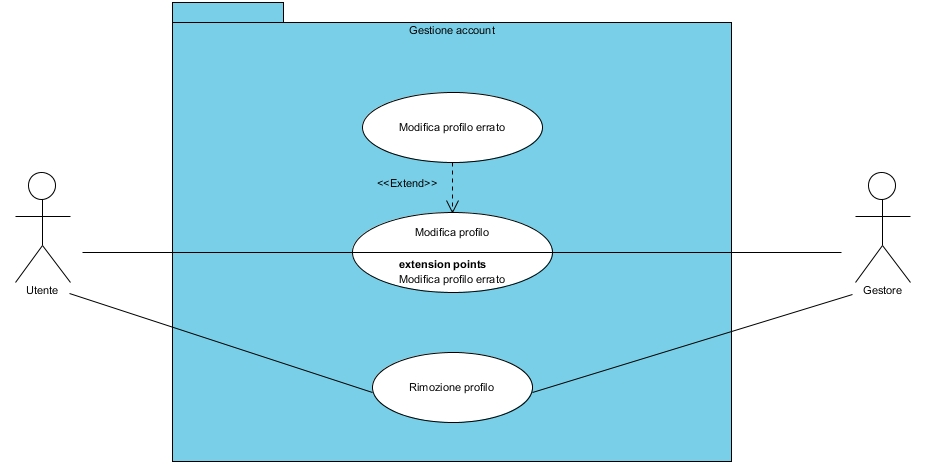 Gestione account
Modifica profilo errato
<<Extend>>
Modifica profilo
extension points
Modifica profilo errato
Utente
Gestore
Rimozione profilo